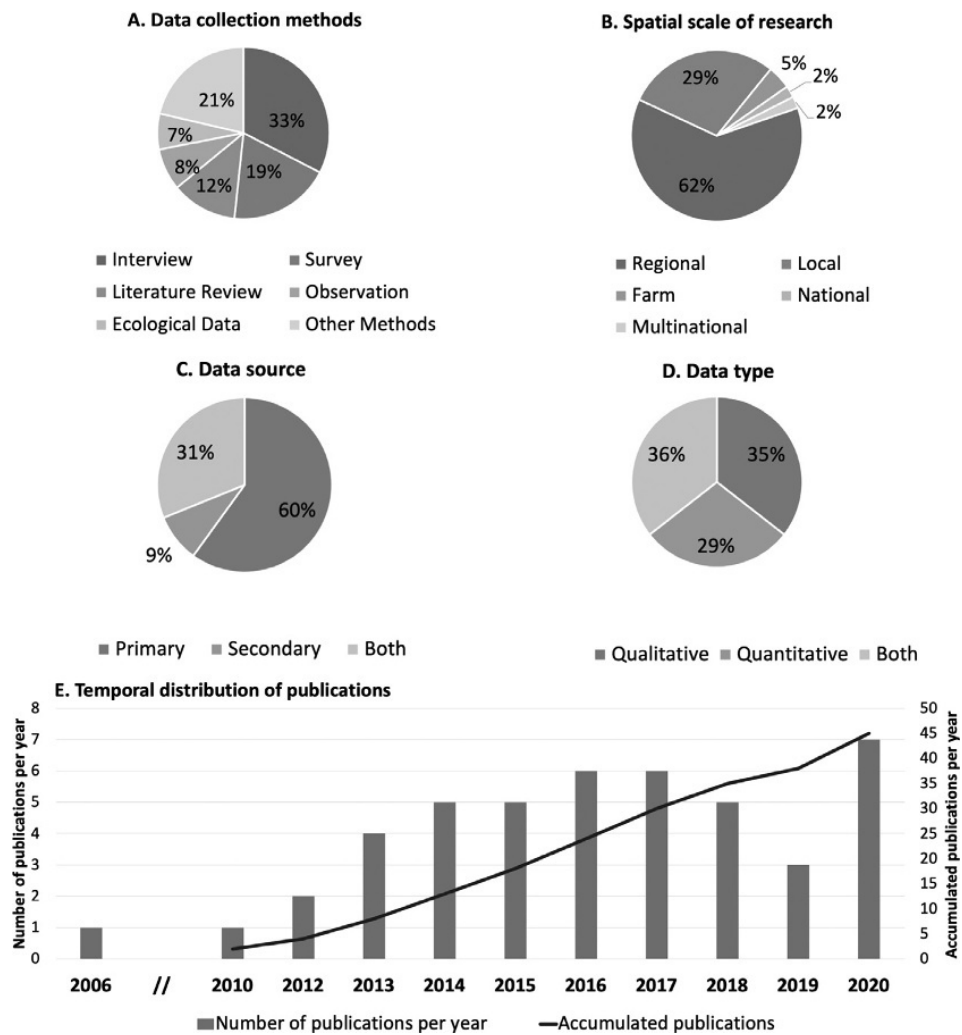 A. Data collection methods
21%
33%
7%
8%
12%
19%
Interview Survey
Literature Review Observation
Ecological Data Other Methods
B. Spatial scale of research
29%
5%
2%
2%
62%
Regional Local
Farm National
Multinational
C. Data source
31%
60%
9%
Primary Secondary Both
D. Data type
36%
35%
29%
Qualitative Quantitative Both
E. Temporal distribution of publications
Number of publications per year
8
7
6
5
4
3
2
1
0
50
45
40
35
30
25
20
15
10
5
0
Accumulated publications per year
2006 // 2010 2012 2013 2014 2015 2016 2017 2018 2019 2020
Number of publications per year Accumulated publications